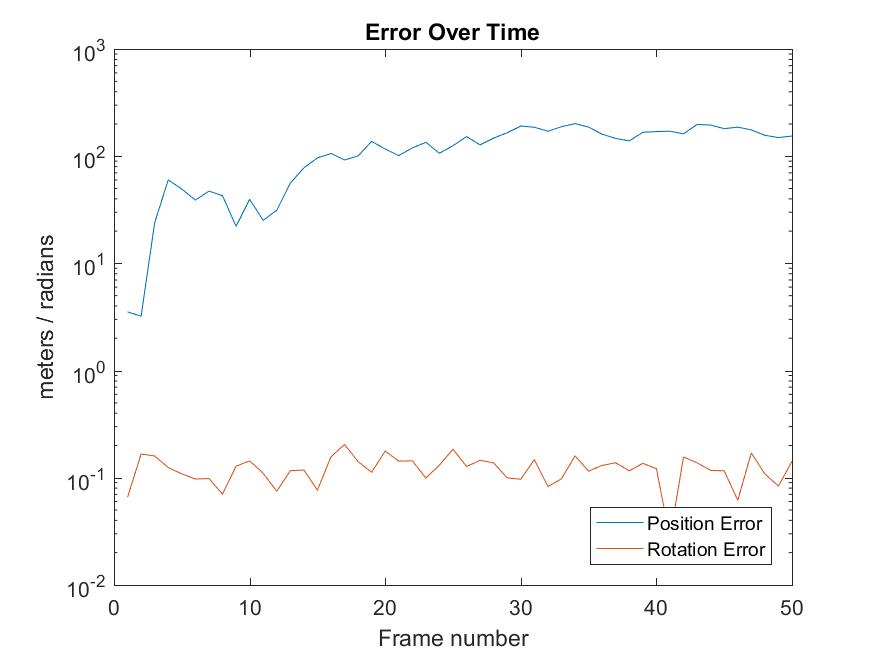 Error Over Time
10^3
10^2
10^1
10^0
10^-1
10^-2
meters / radians
Position Error
Rotation Error
0 10 20 30 40 50
Frame number